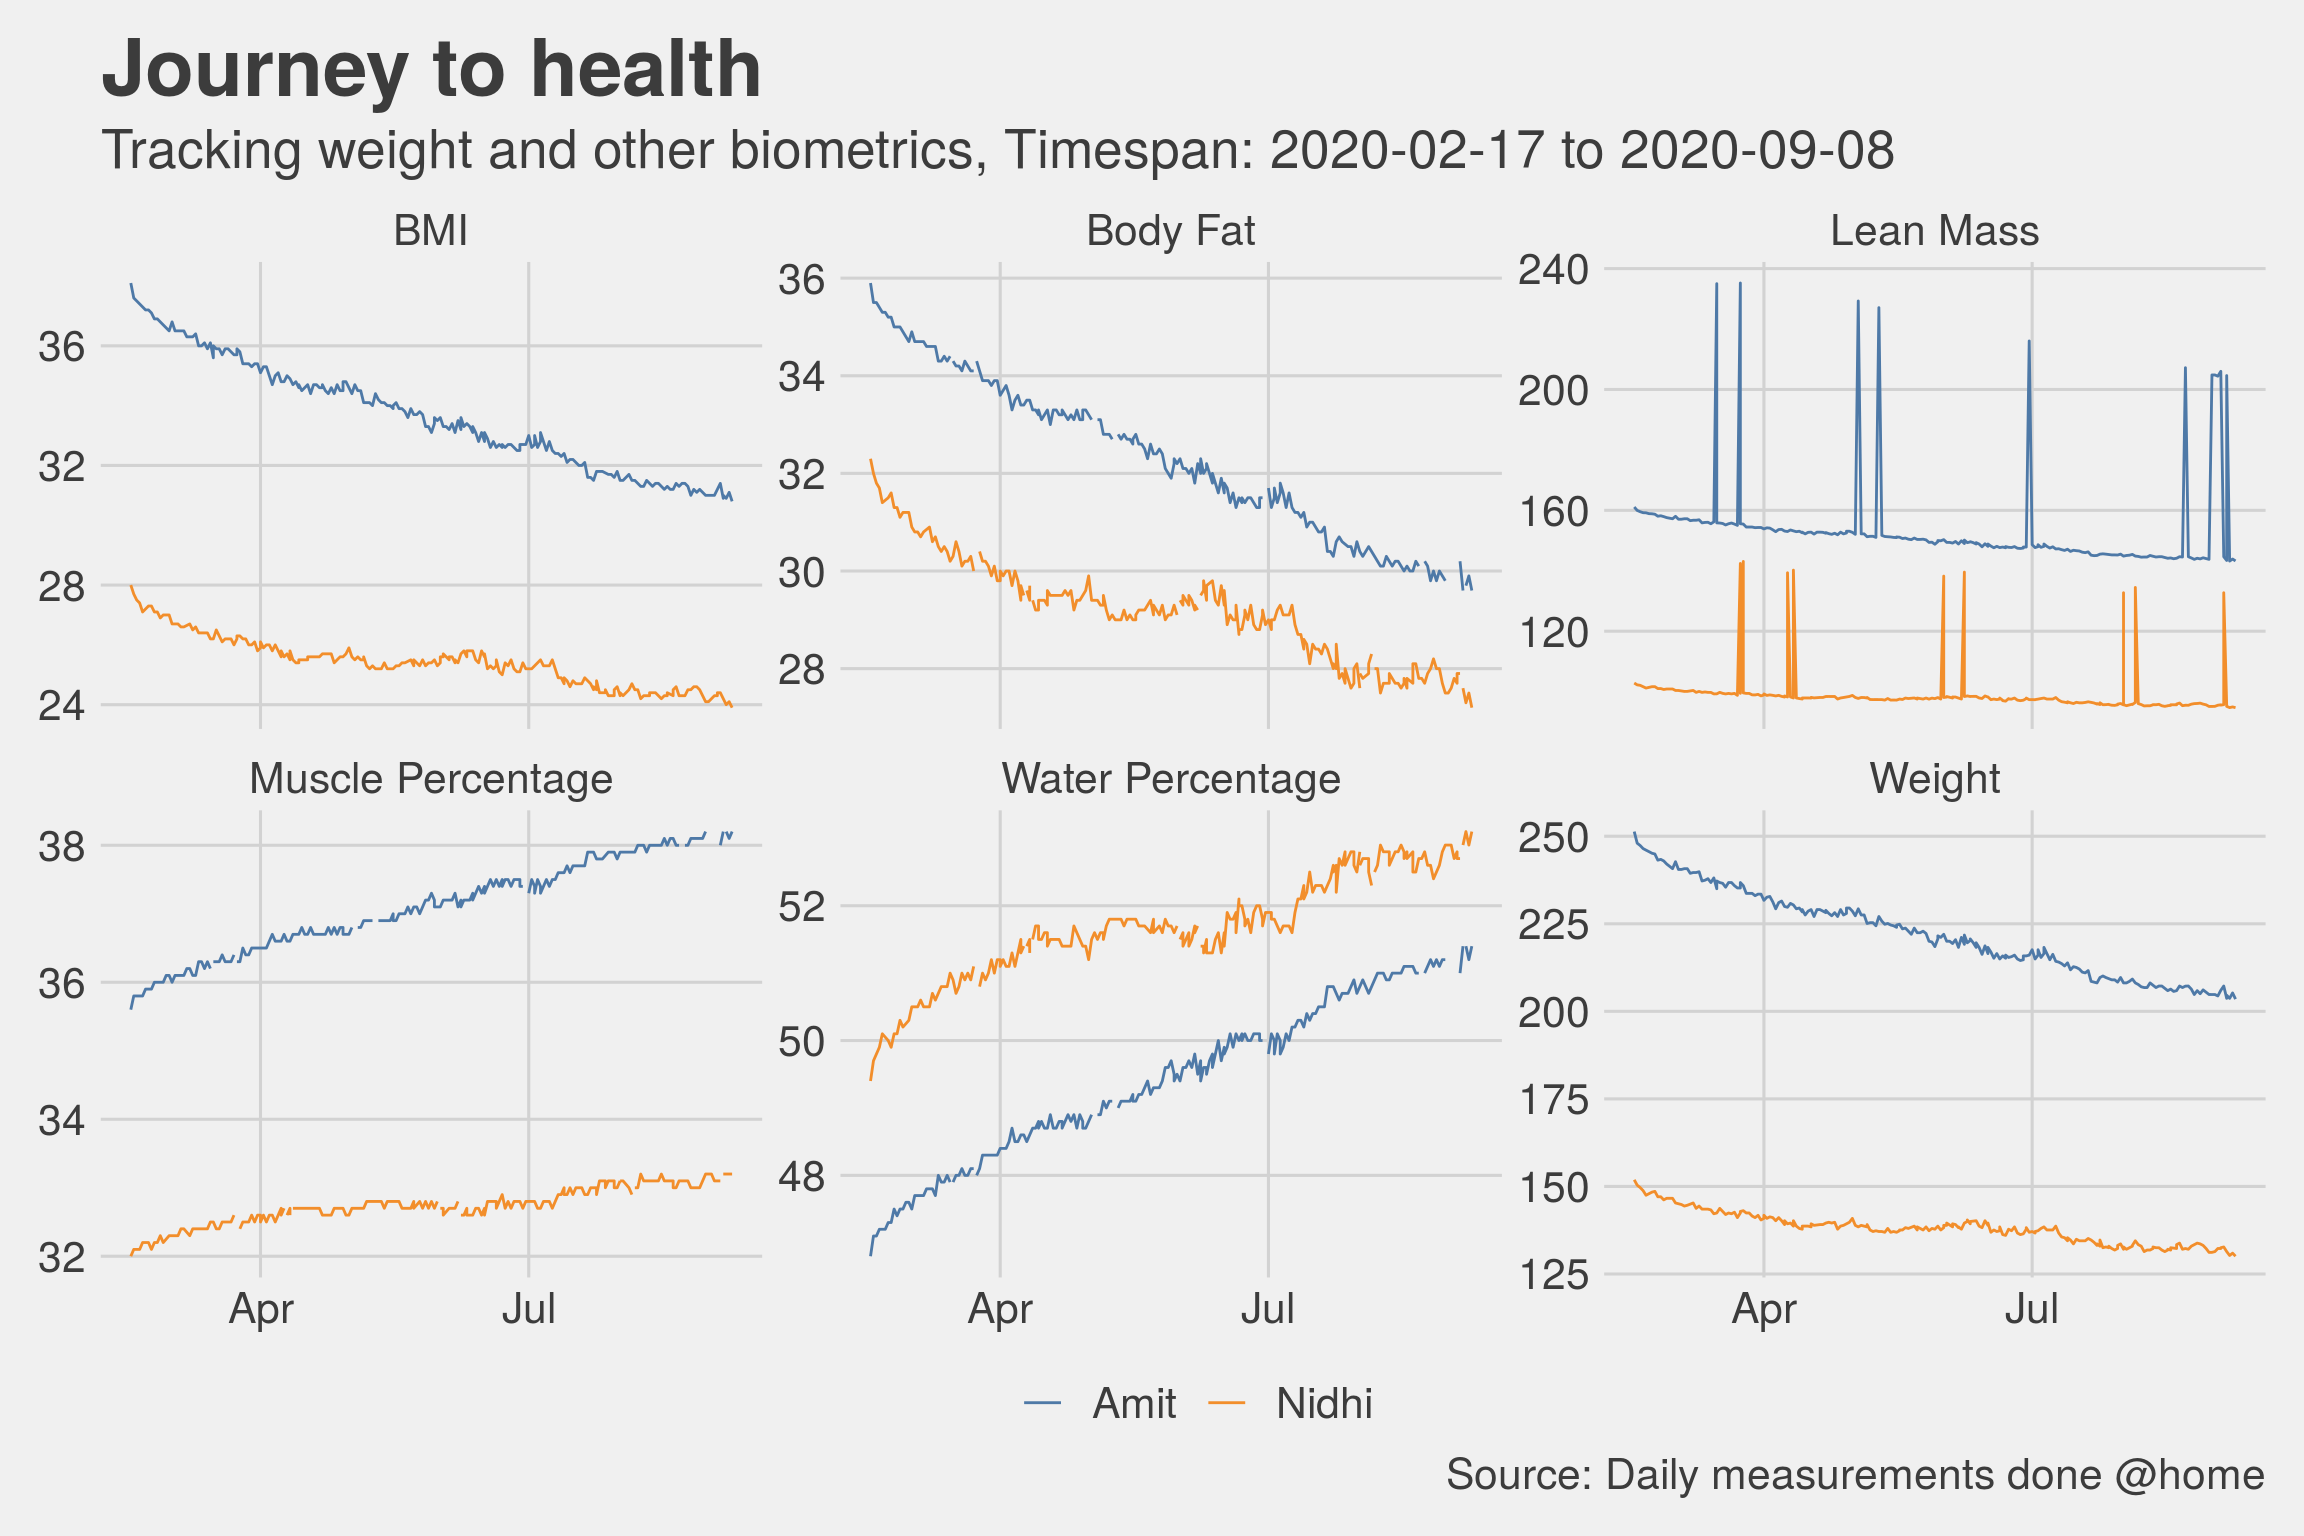 Journey to health
Tracking weight and other biometrics, Timespan: 2020-02-17 to 2020-09-08
BMI
36
32
28
24
Body Fat
36
34
32
30
28
Lean Mass
240
200
160
120
Muscle Percentage
38
36
34
32
Apr Jul
Water Percentage
52
50
48
Apr Jul
Weight
250
225
200
175
150
125
Apr Jul
Amit Nidhi
Source: Daily measurements done @home